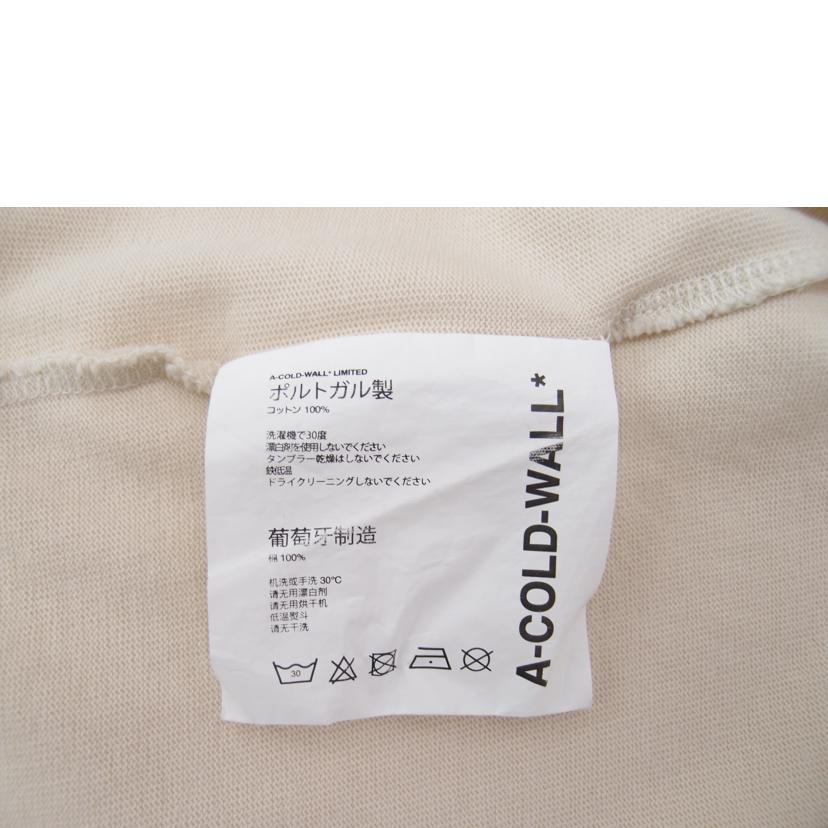 A-COLD-WALL* LIMITED
ポルトガル製
コットン 100%
洗濯機で30度
漂白剤を使用しないでください
タンブラー乾燥はしないでください
鉄低温
ドライクリーニングしないでください
葡萄牙制造
棉 100%
机洗或手洗 30℃
请无用漂白剂
请无用烘干机
低温熨斗
请无干洗
30
A-COLD-WALL*